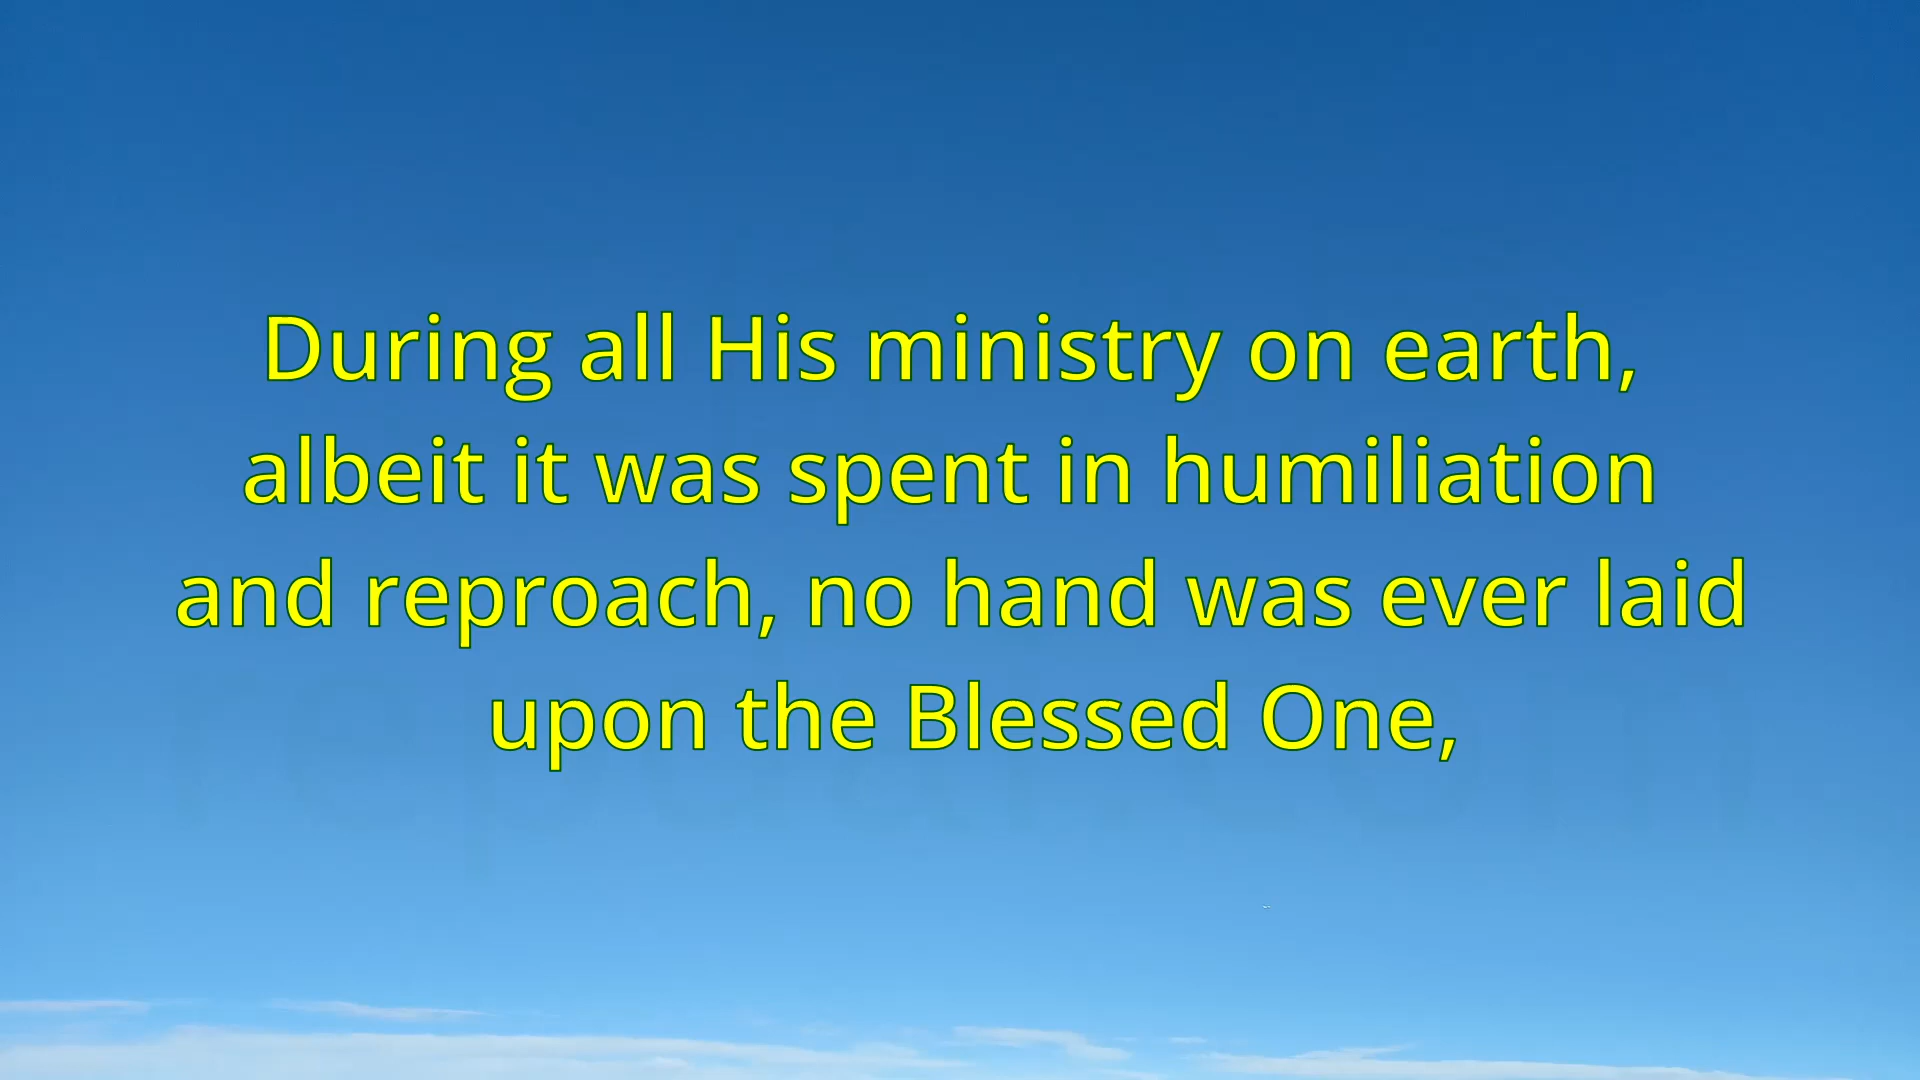 During all His ministry on earth,
albeit it was spent in humiliation
and reproach, no hand was ever laid
upon the Blessed One,